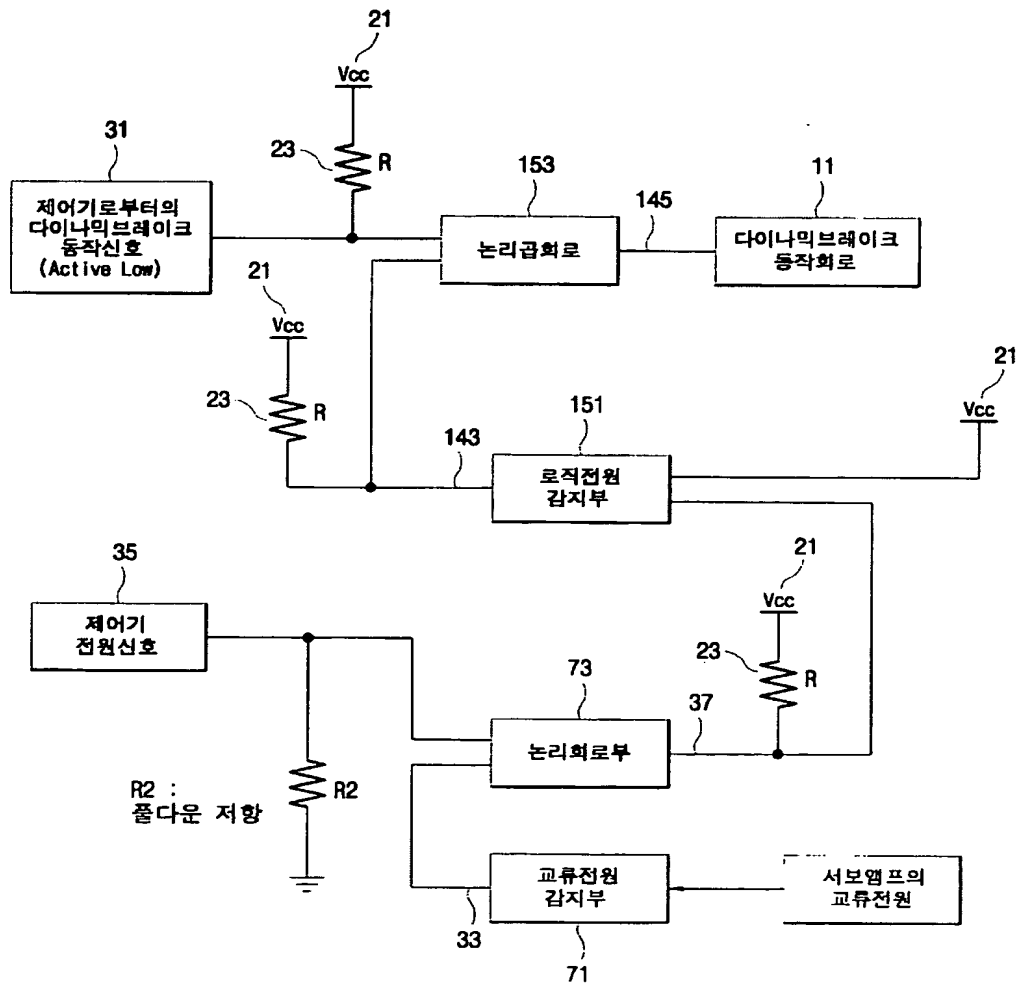 21
Vcc
31
23
R
153
11
제어기로부터의
다이나믹브레이크
동작신호
(Active Low)
145
논리곱회로
다이나믹브레이크
동작회로
21
Vcc
21
Vcc
23
R
151
143
로직전원
감지부
35
21
Vcc
제어기
전원신호
23
R
73
37
논리회로부
R2 :
풀다운 저항
R2
교류전원
감지부
서보앰프의
교류전원
33
71